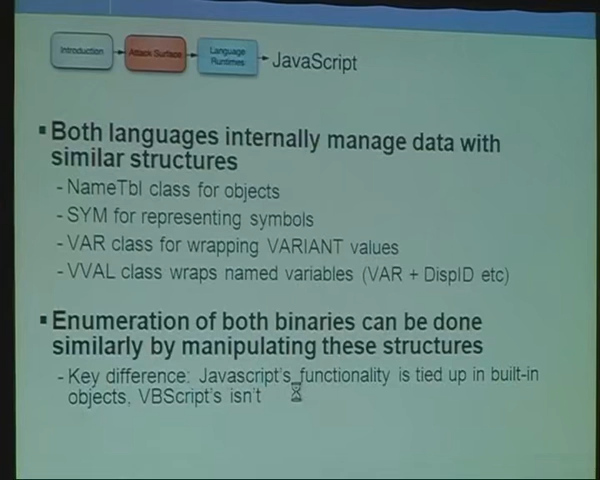 Introduction
Attack Surface
Language
Runtimes
JavaScript
Both languages internally manage data with
similar structures
- NameTbl class for objects
- SYM for representing symbols
- VAR class for wrapping VARIANT values
- VVAL class wraps named variables (VAR + DispID etc)
Enumeration of both binaries can be done
similarly by manipulating these structures
- Key difference: Javascript's functionality is tied up in built-in
objects, VBScript's isn't